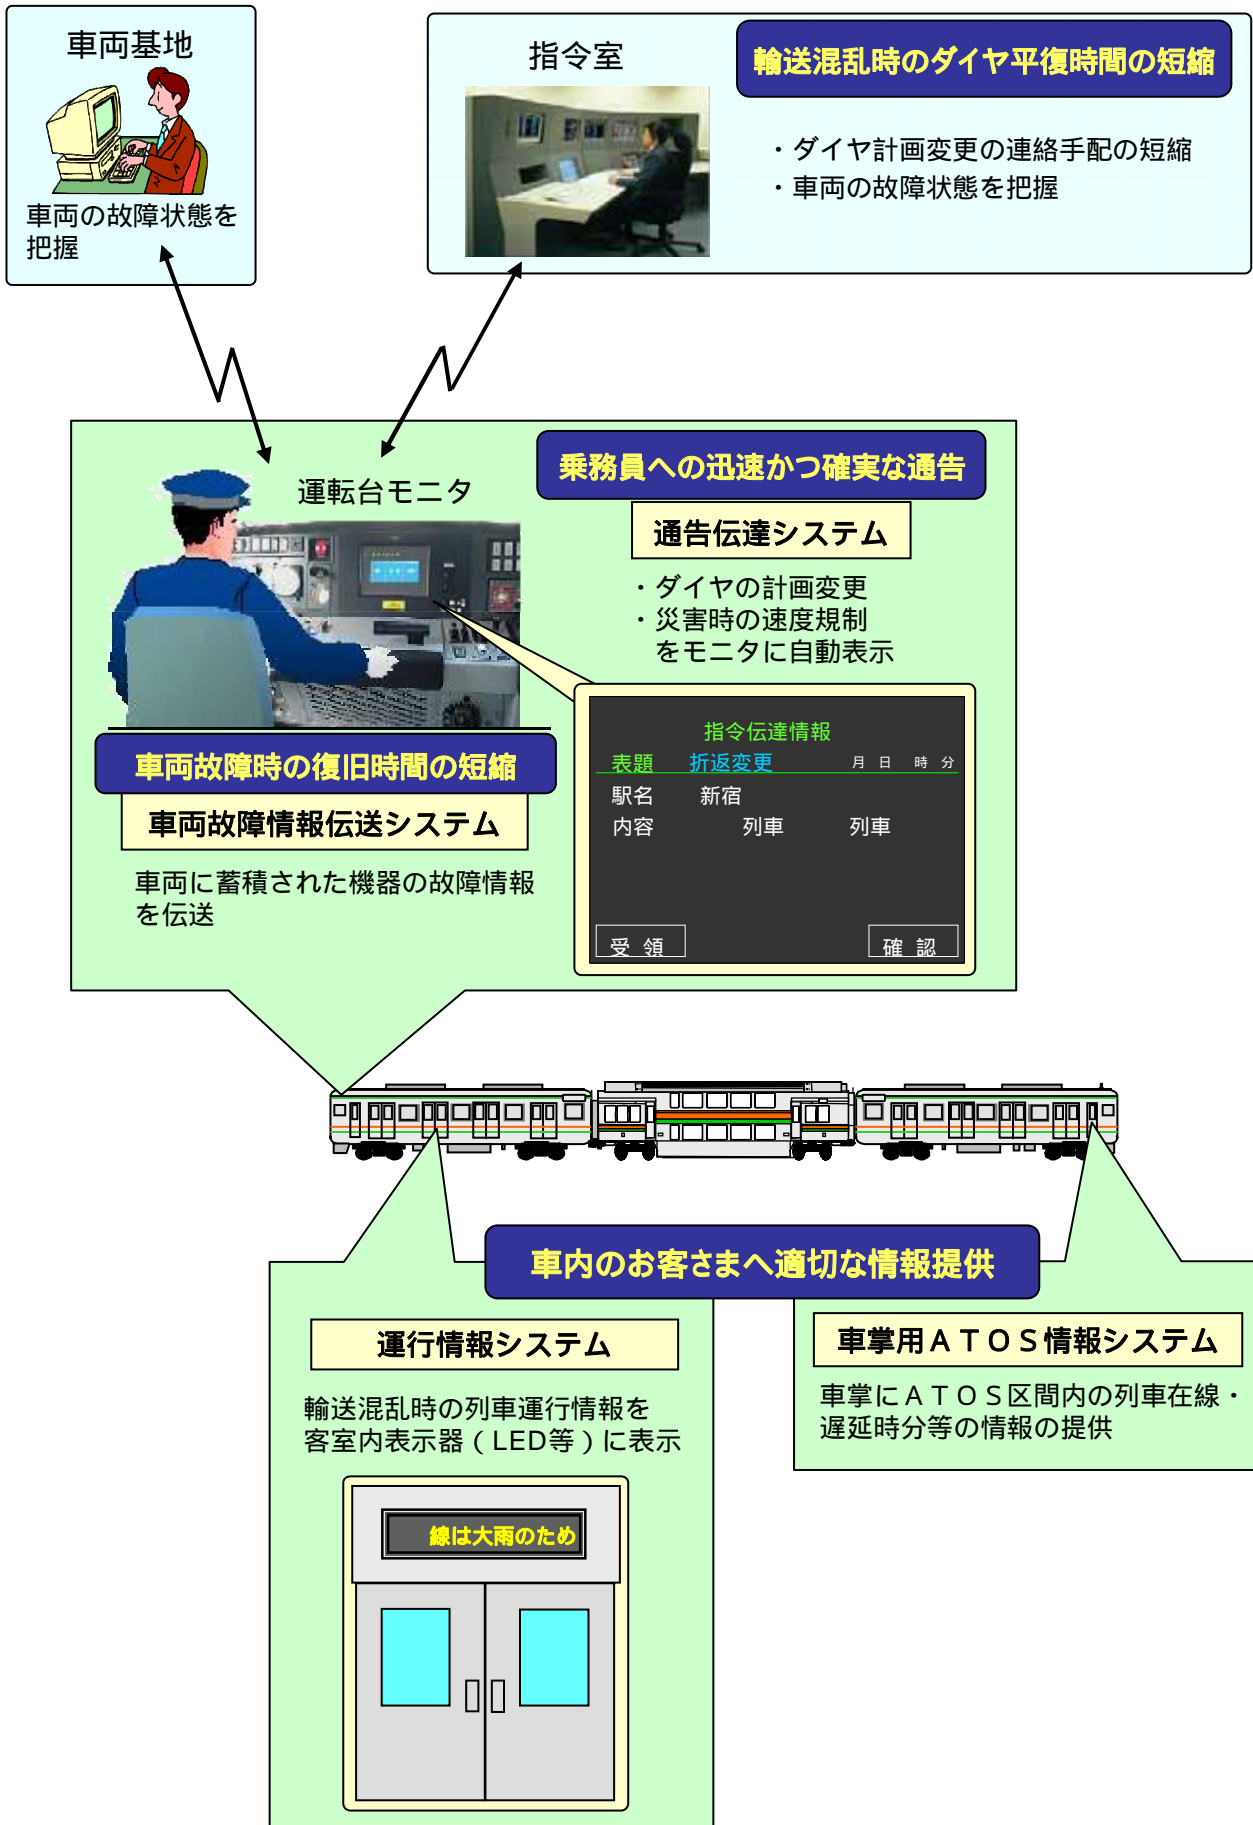 車両基地
車両の故障状態を
把握
指令室
輸送混乱時のダイヤ平復時間の短縮
・ダイヤ計画変更の連絡手配の短縮
・車両の故障状態を把握
運転台モニタ
乗務員への迅速かつ確実な通告
通告伝達システム
・ダイヤの計画変更
・災害時の速度規制
をモニタに自動表示
指令伝達情報
表題 折返変更 月 日 時 分
駅名 新宿
内容 列車 列車
受 領 確 認
車両故障時の復旧時間の短縮
車両故障情報伝送システム
車両に蓄積された機器の故障情報
を伝送
車内のお客さまへ適切な情報提供
運行情報システム
輸送混乱時の列車運行情報を
客室内表示器(LED等)に表示
線は大雨のため
車掌用ATOS情報システム
車掌にATOS区間内の列車在線・
遅延時分等の情報の提供